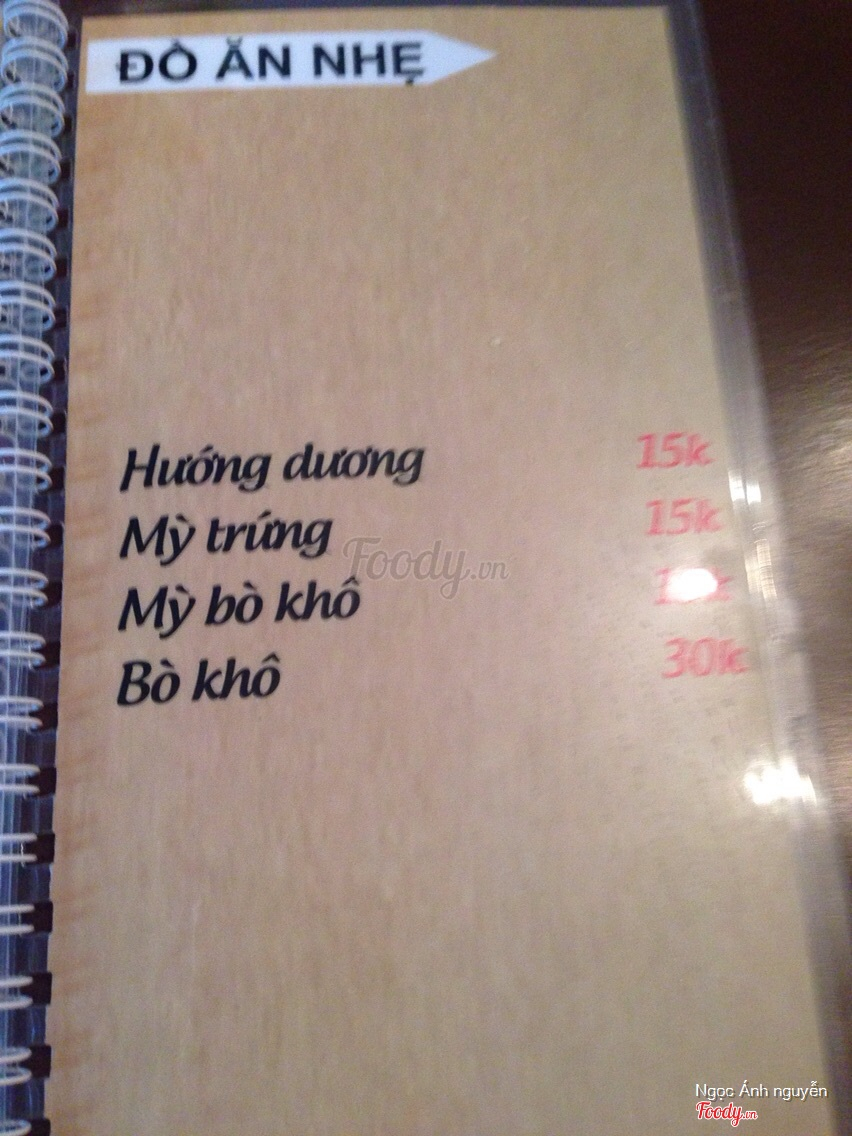 ĐỒ ĂN NHẸ
Hướng dương 15k
Mỳ trứng 15k
Mỳ bò khô
Bò khô 30k
Foody.vn
Ngọc Ánh nguyễn
Foody.vn